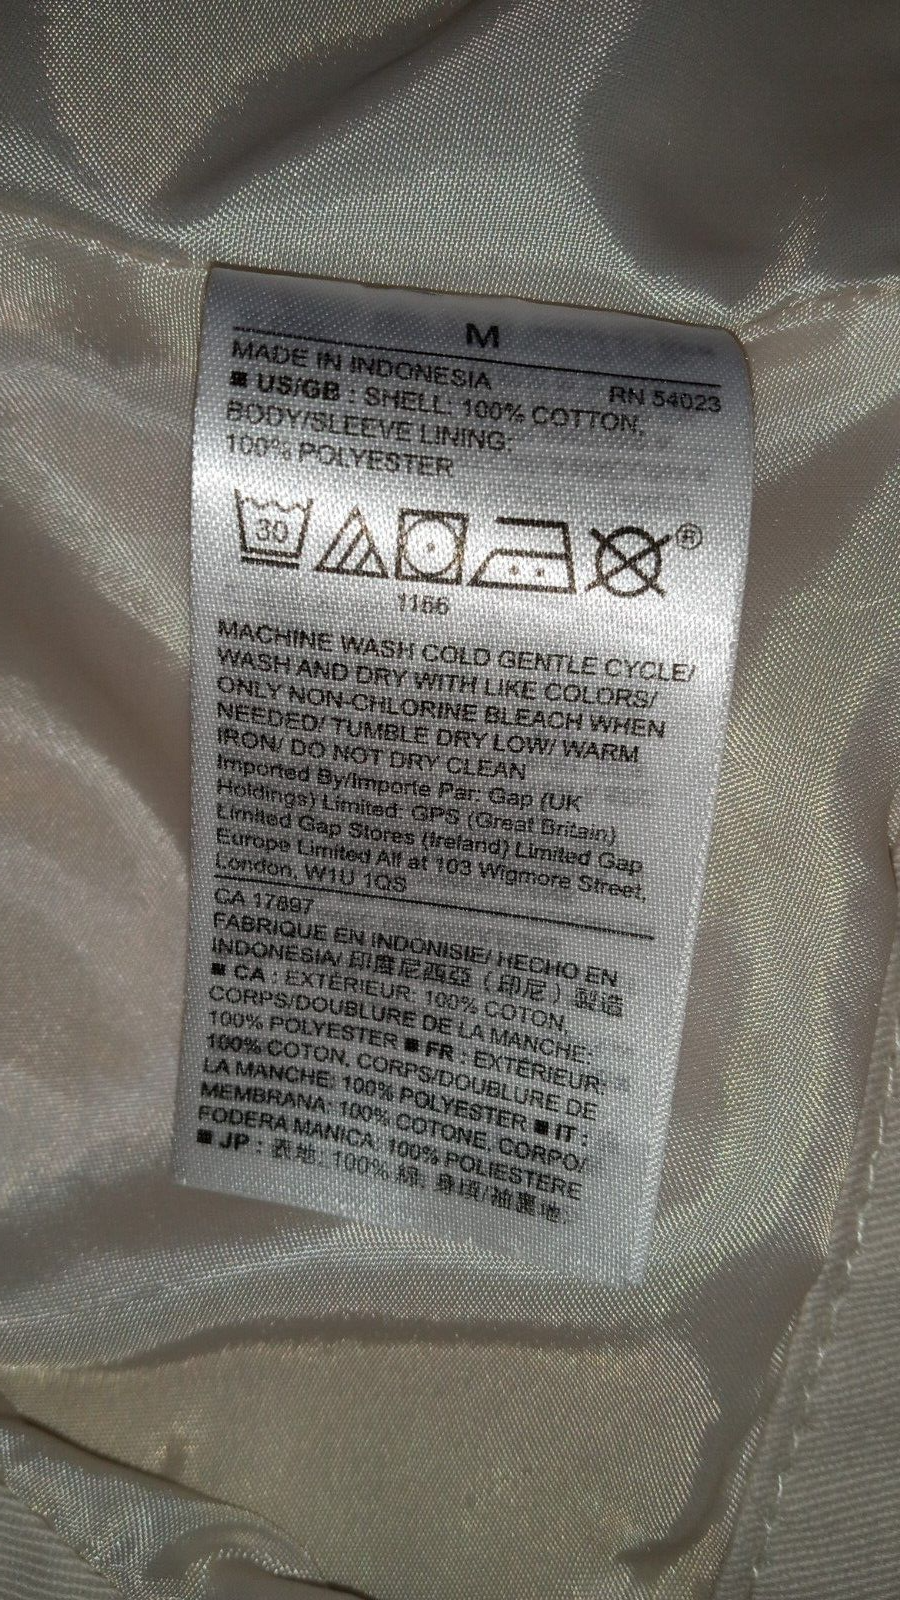 M
MADE IN INDONESIA
RN 54023
■ US/GB : SHELL: 100% COTTON,
BODY/SLEEVE LINING:
100% POLYESTER
30
®
1166
MACHINE WASH COLD GENTLE CYCLE/
WASH AND DRY WITH LIKE COLORS/
ONLY NON-CHLORINE BLEACH WHEN
NEEDED/ TUMBLE DRY LOW/ WARM
IRON/ DO NOT DRY CLEAN
Imported By/Importe Par: Gap (UK
Holdings) Limited: GPS (Great Britain)
Limited Gap Stores (Ireland) Limited Gap
Europe Limited All at 103 Wigmore Street,
London, W1U 1QS
CA 17897
FABRIQUE EN INDONISIE/ HECHO EN
INDONESIA/ 印度尼西亞 ( 印尼 ) 製造
■ CA : EXTÉRIEUR: 100% COTON,
CORPS/DOUBLURE DE LA MANCHE:
100% POLYESTER ■ FR : EXTÉRIEUR:
100% COTON, CORPS/DOUBLURE DE
LA MANCHE: 100% POLYESTER ■ IT :
MEMBRANA: 100% COTONE, CORPO/
FODERA MANICA: 100% POLIESTERE
■ JP : 表地: 100% 綿, 身頃/袖裏地: